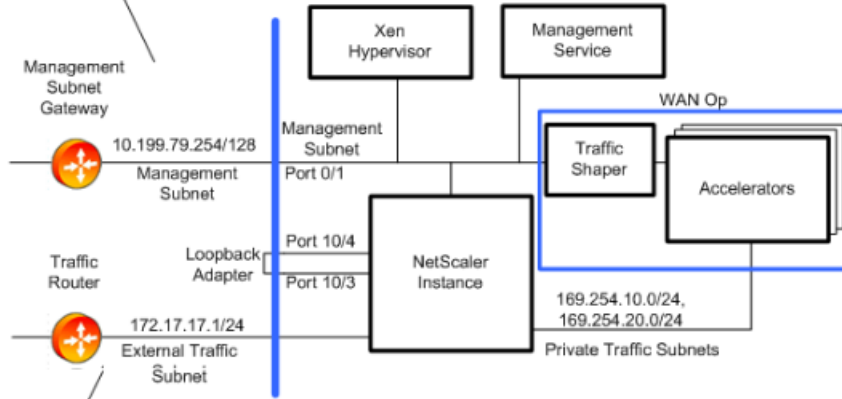 Xen
Hypervisor
Management
Service
Management
Subnet
Gateway
WAN Op
10.199.79.254/128
Management
Subnet
Management
Subnet
Port 0/1
Traffic
Shaper
Accelerators
Port 10/4
Loopback
Adapter
Port 10/3
NetScaler
Instance
Traffic
Router
169.254.10.0/24,
169.254.20.0/24
172.17.17.1/24
External Traffic
Subnet
Private Traffic Subnets